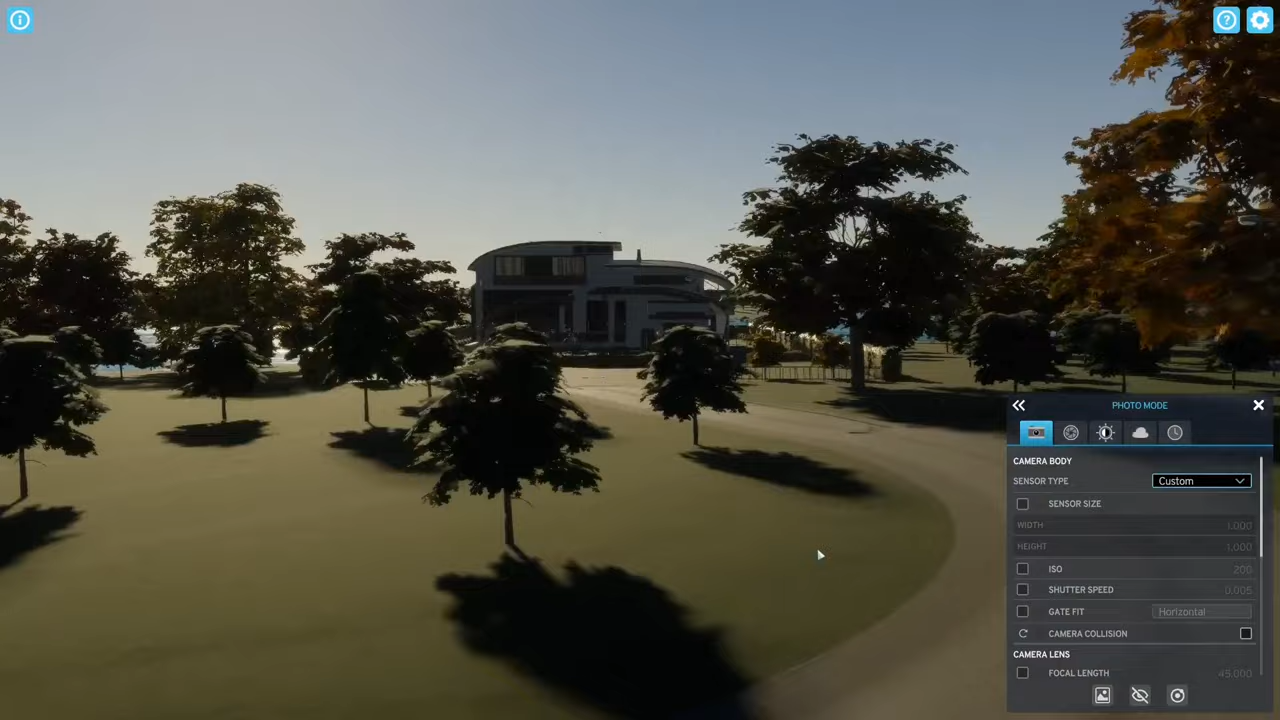 PHOTO MODE
CAMERA BODY
SENSOR TYPE Custom
SENSOR SIZE
WIDTH 1.000
HEIGHT 1.000
ISO 200
SHUTTER SPEED 0.005
GATE FIT Horizontal
CAMERA COLLISION
CAMERA LENS
FOCAL LENGTH 45.000